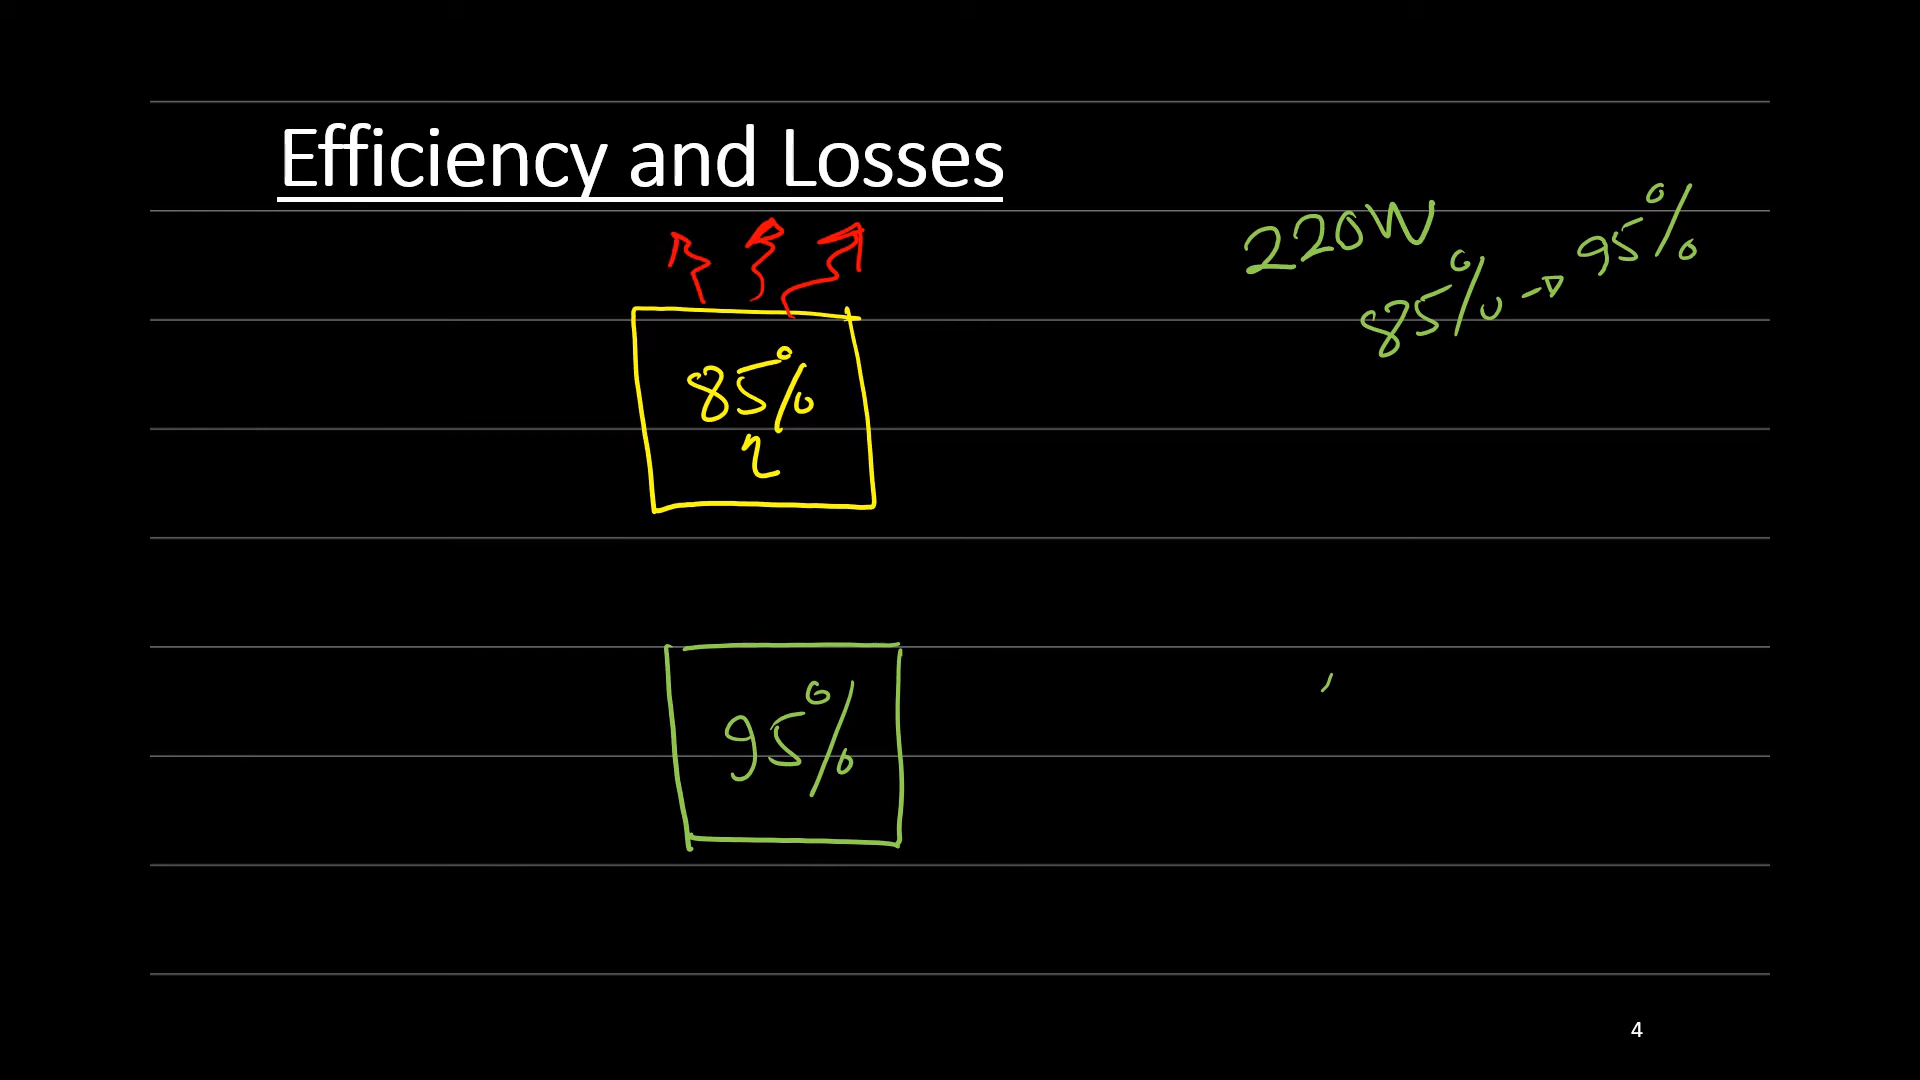 Efficiency and Losses
220W
85% → 95%
85%
η
95%
4